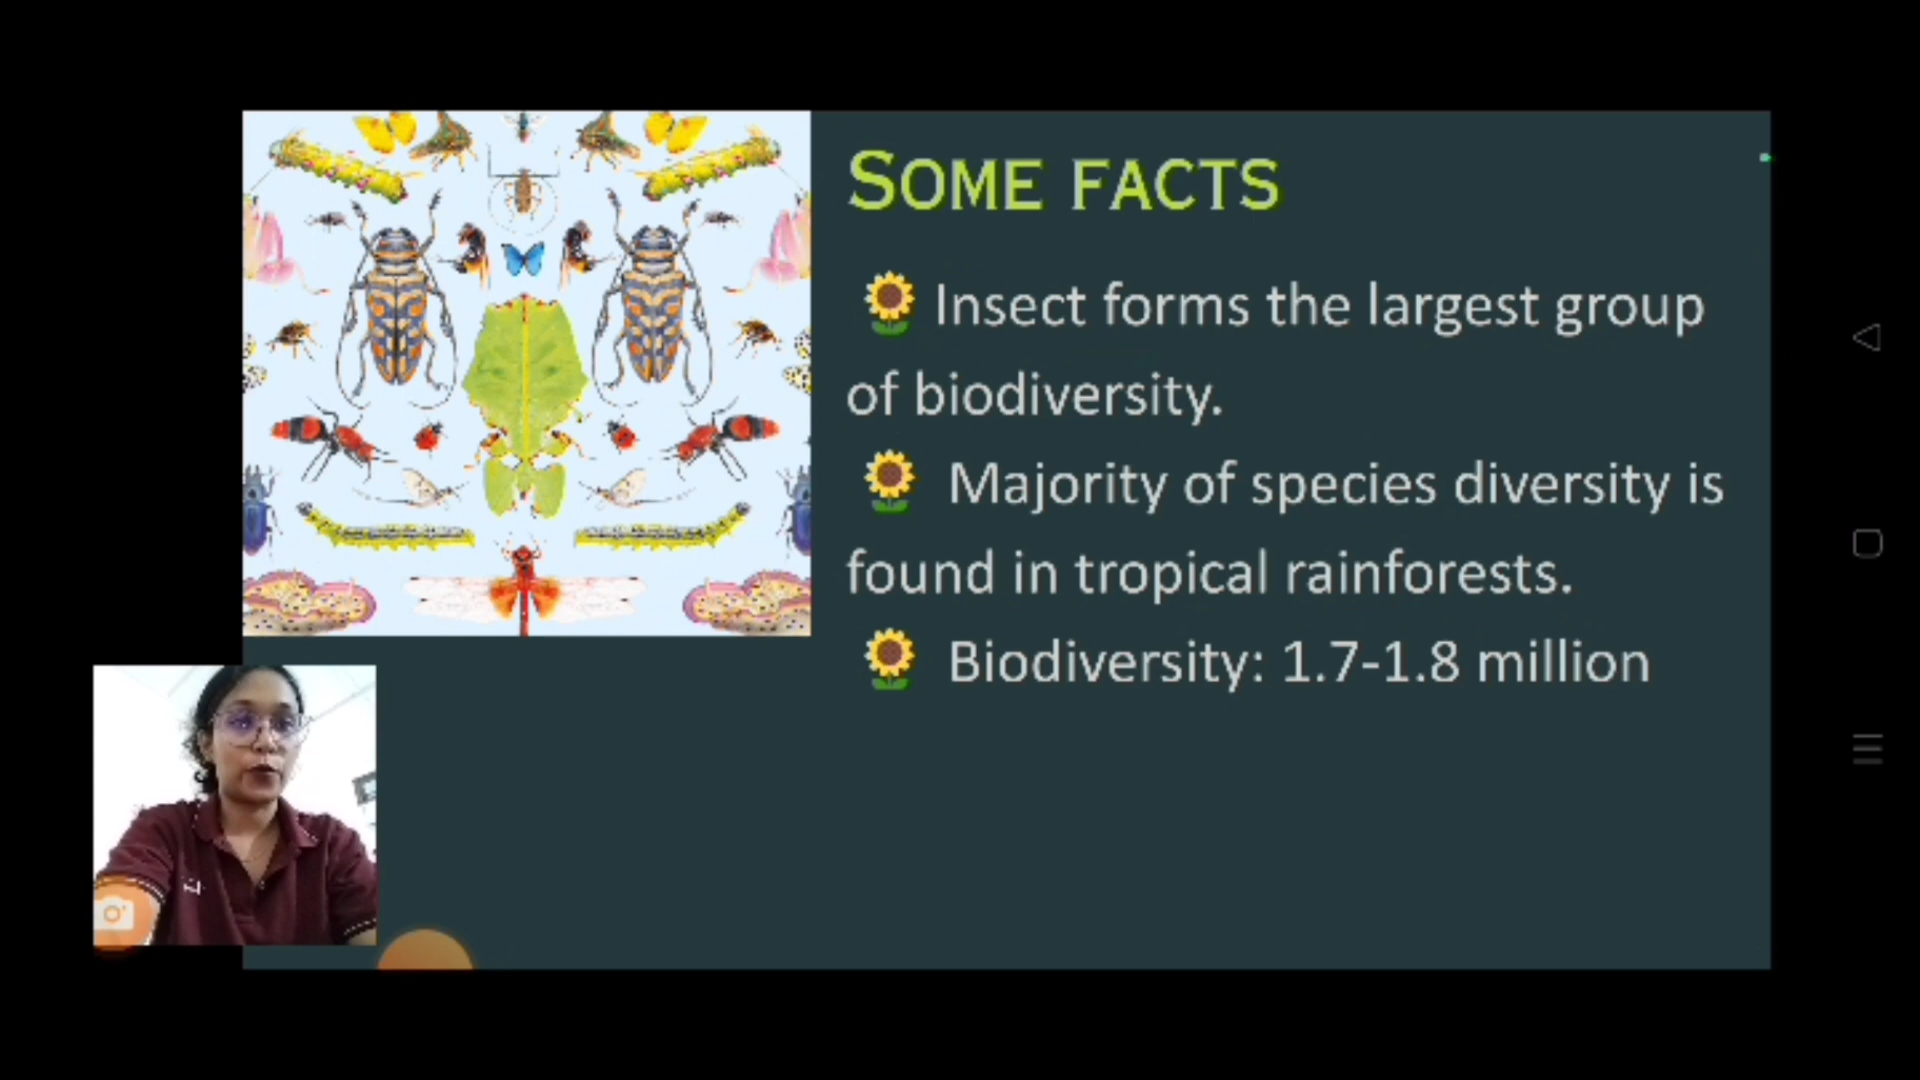 SOME FACTS
🌻 Insect forms the largest group
of biodiversity.
🌻 Majority of species diversity is
found in tropical rainforests.
🌻 Biodiversity: 1.7-1.8 million